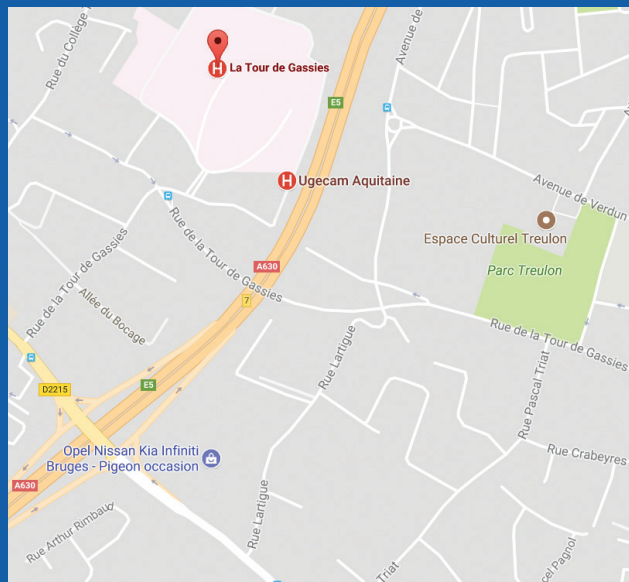 Rue du Collège T
Avenue de
H
La Tour de Gassies
E5
H
Ugecam Aquitaine
Avenue de Verdun
Espace Culturel Treulon
Parc Treulon
Rue de la Tour de Gassies
Rue de la Tour de Gassies
A630
Allée du Bocage
7
Rue de la Tour de Gassies
Rue Lartigue
Rue Pascal Triat
D2215
E5
Opel Nissan Kia Infiniti
Bruges - Pigeon occasion
Rue Crabeyres
A630
Rue Arthur Rimbaud
Rue Lartigue
Triat
cel Pagnol